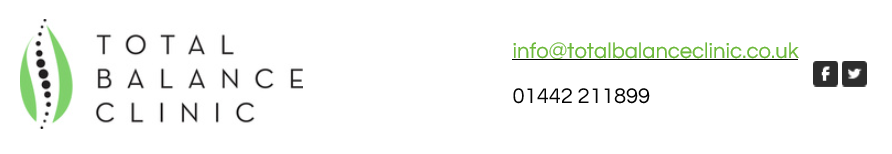 TOTAL
BALANCE
CLINIC
info@totalbalanceclinic.co.uk
01442 211899